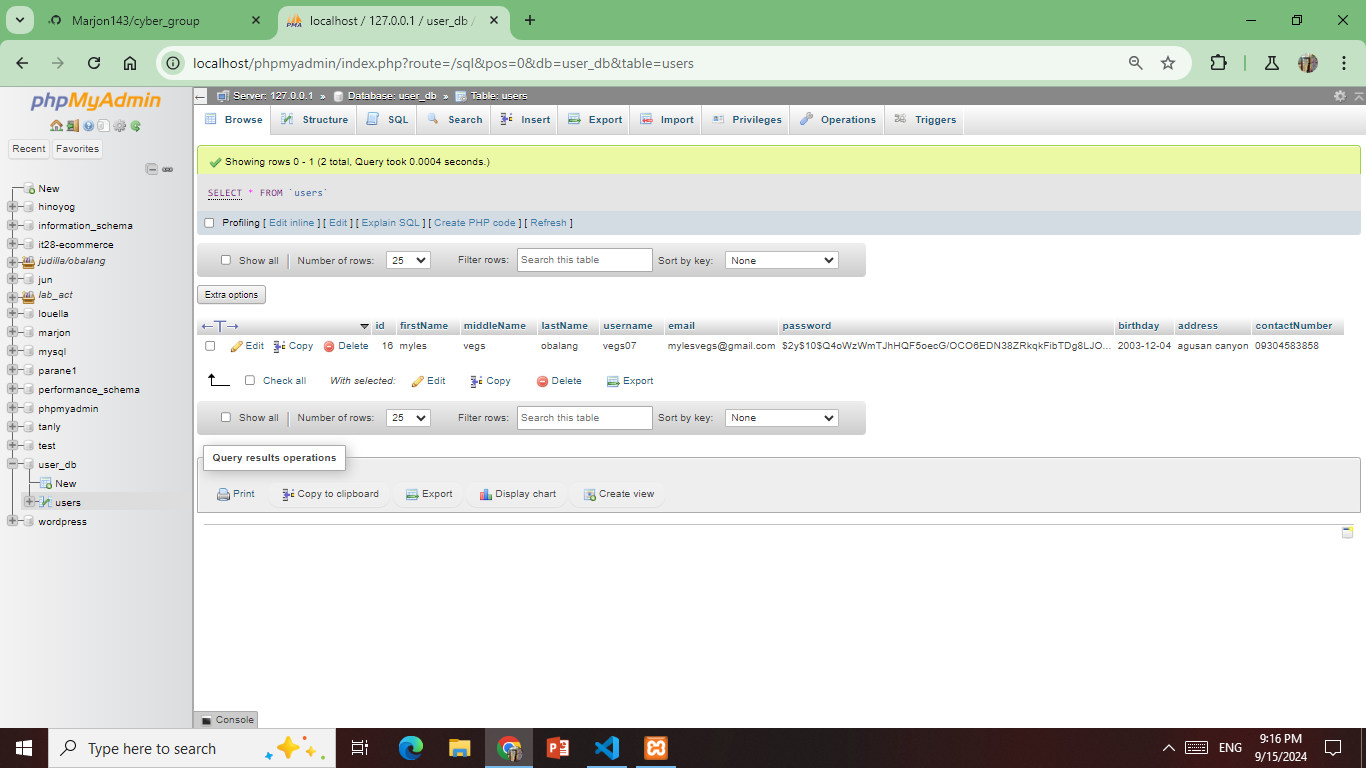 Marjon143/cyber_group
localhost / 127.0.0.1 / user_db /
localhost/phpmyadmin/index.php?route=/sql&pos=0&db=user_db&table=users
phpMyAdmin
Recent Favorites
New
hinoyog
information_schema
it28-ecommerce
judilla/obalang
jun
lab_act
louella
marjon
mysql
parane1
performance_schema
phpmyadmin
tanly
test
user_db
New
users
wordpress
Server: 127.0.0.1 » Database: user_db » Table: users
Browse Structure SQL Search Insert Export Import Privileges Operations Triggers
Showing rows 0 - 1 (2 total, Query took 0.0004 seconds.)
SELECT * FROM `users`
Profiling [ Edit inline ] [ Edit ] [ Explain SQL ] [ Create PHP code ] [ Refresh ]
Show all Number of rows: 25 Filter rows: Search this table Sort by key: None
Extra options
←T→ id firstName middleName lastName username email password birthday address contactNumber
Edit Copy Delete 16 myles vegs obalang vegs07 mylesvegs@gmail.com $2y$10$Q4oWzWmTJhHQF5oecG/OCO6EDN38ZRkqkFibTDg8LJO... 2003-12-04 agusan canyon 09304583858
Check all With selected: Edit Copy Delete Export
Show all Number of rows: 25 Filter rows: Search this table Sort by key: None
Query results operations
Print Copy to clipboard Export Display chart Create view
Console
Type here to search
ENG
9:16 PM
9/15/2024